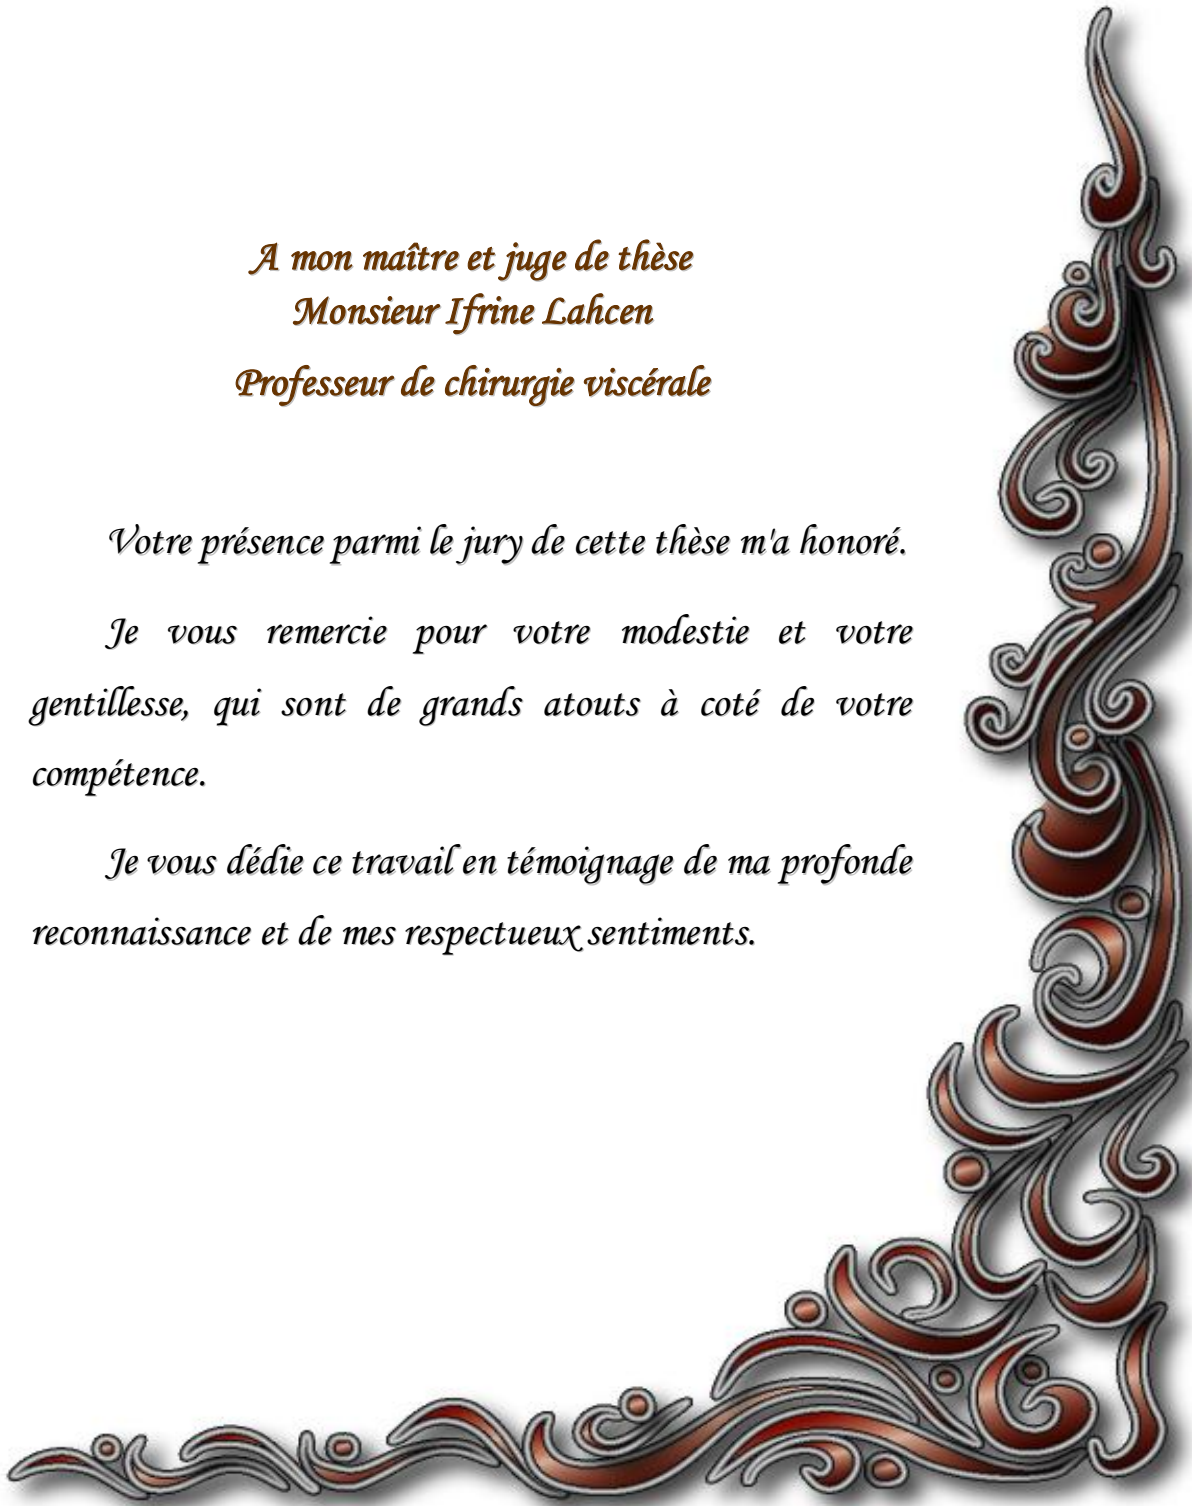 A mon maître et juge de thèse
Monsieur Ifrine Lahcen
Professeur de chirurgie viscérale
Votre présence parmi le jury de cette thèse m'a honoré.
Je vous remercie pour votre modestie et votre
gentillesse, qui sont de grands atouts à coté de votre
compétence.
Je vous dédie ce travail en témoignage de ma profonde
reconnaissance et de mes respectueux sentiments.